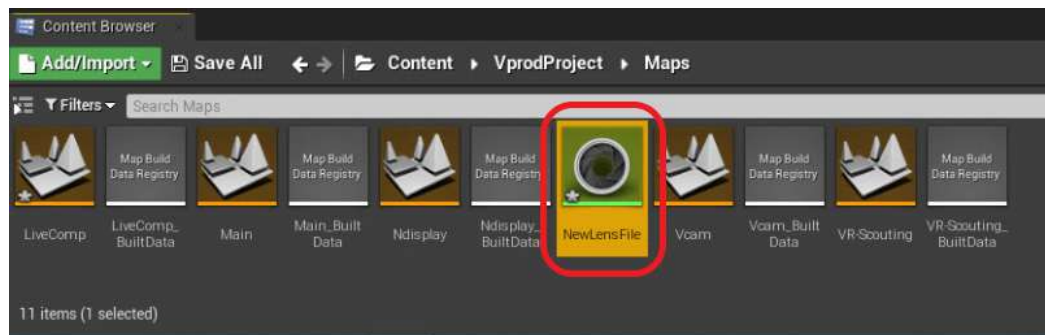 Content Browser
Add/Import Save All Content VprodProject Maps
Filters Search Maps
Map Build
Data Registry
Map Build
Data Registry
Map Build
Data Registry
Map Build
Data Registry
Map Build
Data Registry
LiveComp
LiveComp_
BuiltData
Main
Main_Built
Data
Ndisplay
Ndisplay_
BuiltData
NewLensFile
Vcam
Vcam_Built
Data
VR-Scouting
VR-Scouting_
BuiltData
11 items (1 selected)